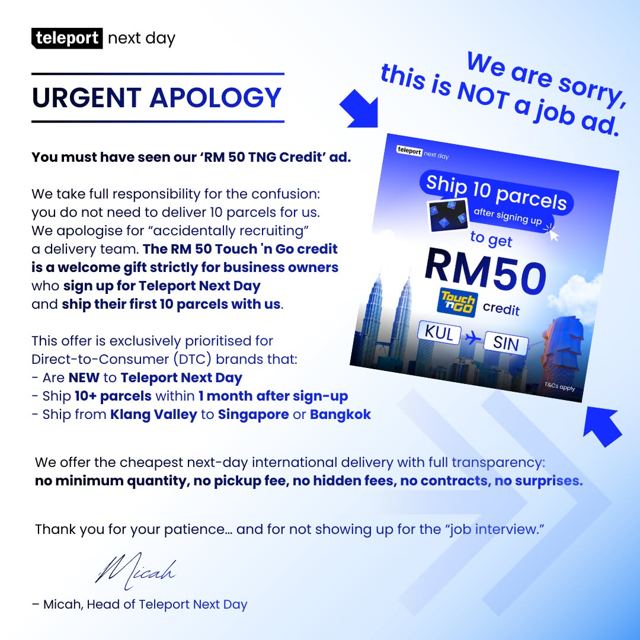 teleport next day
We are sorry,
this is NOT a job ad.
URGENT APOLOGY
You must have seen our ‘RM 50 TNG Credit’ ad.
We take full responsibility for the confusion:
you do not need to deliver 10 parcels for us.
We apologise for “accidentally recruiting”
a delivery team. The RM 50 Touch 'n Go credit
is a welcome gift strictly for business owners
who sign up for Teleport Next Day
and ship their first 10 parcels with us.
This offer is exclusively prioritised for
Direct-to-Consumer (DTC) brands that:
- Are NEW to Teleport Next Day
- Ship 10+ parcels within 1 month after sign-up
- Ship from Klang Valley to Singapore or Bangkok
teleport next day
Ship 10 parcels
after signing up
to get
RM50
Touch 'n GO credit
KUL SIN
T&Cs apply
We offer the cheapest next-day international delivery with full transparency:
no minimum quantity, no pickup fee, no hidden fees, no contracts, no surprises.
Thank you for your patience... and for not showing up for the “job interview.”
Micah
– Micah, Head of Teleport Next Day